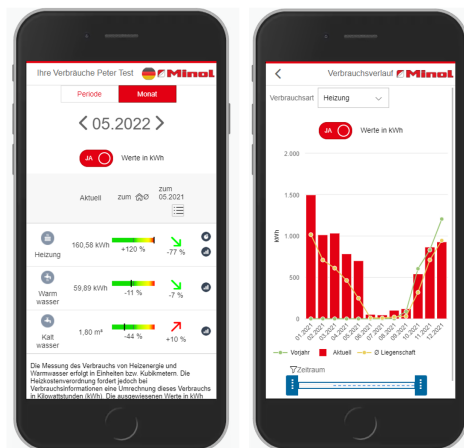 Ihre Verbräuche Peter Test Minol
Periode Monat
05.2022
JA Werte in kWh
Aktuell zum Ø zum 05.2021
Heizung 160,58 kWh +120 % -77 %
Warm wasser 59,89 kWh -11 % -7 %
Kalt wasser 1,80 m³ -44 % +10 %
Die Messung des Verbrauchs von Heizenergie und
Warmwasser erfolgt in Einheiten bzw. Kubikmetern. Die
Heizkostenverordnung fordert jedoch bei
Verbrauchsinformationen eine Umrechnung dieses Verbrauchs
in Kilowattstunden (kWh). Die ausgewiesenen Werte in kWh
Verbrauchsverlauf Minol
Verbrauchsart Heizung
JA Werte in kWh
2.000
1.500
1.000
500
0
kWh
01.2021 02.2021 03.2021 04.2021 05.2021 06.2021 07.2021 08.2021 09.2021 10.2021 11.2021 12.2021
Vorjahr Aktuell Ø Liegenschaft
Zeitraum